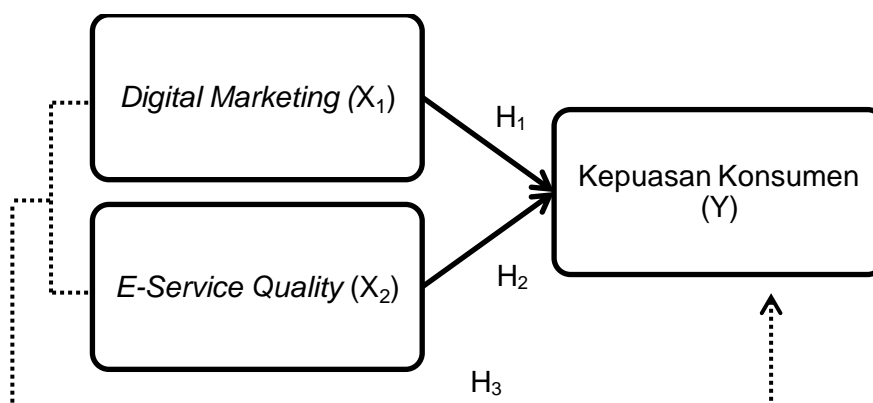 Digital Marketing (X₁)
H₁
Kepuasan Konsumen
(Y)
E-Service Quality (X₂)
H₂
H₃